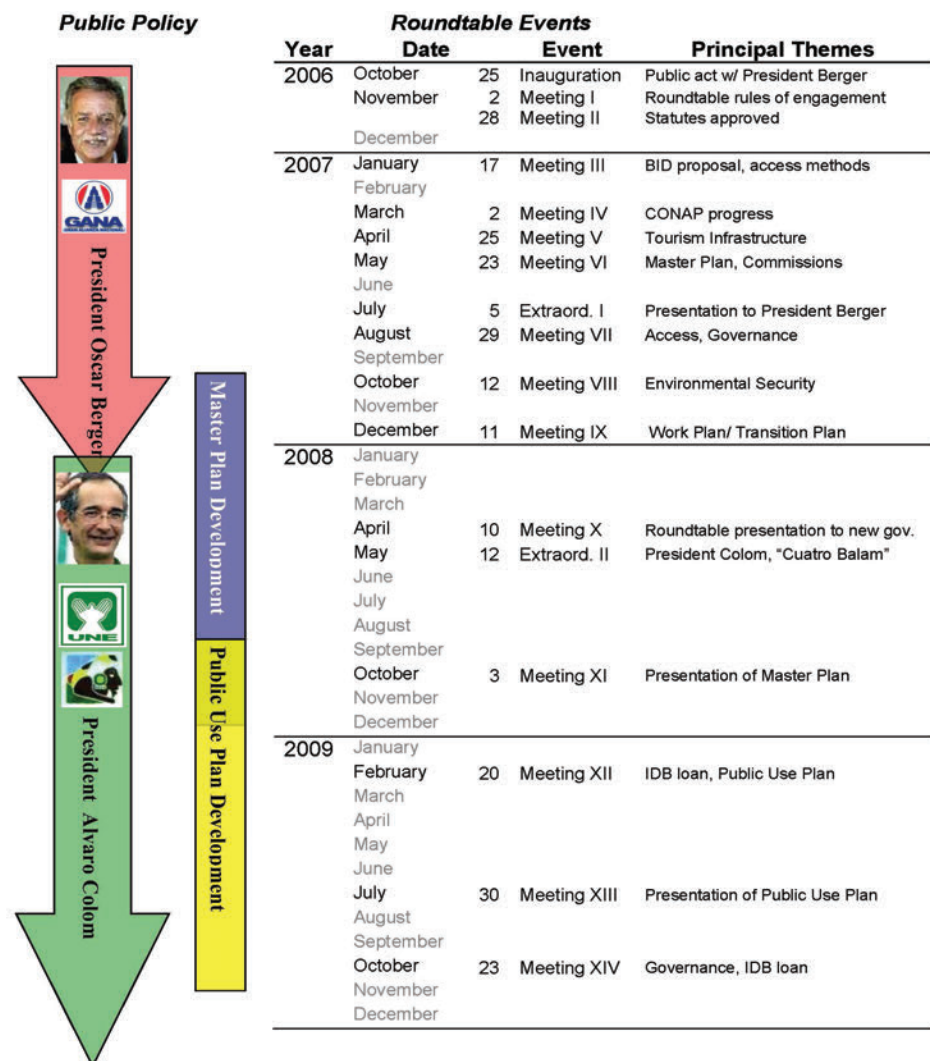 Public Policy
Roundtable Events
Year Date Event Principal Themes
2006 October 25 Inauguration Public act w/ President Berger
November 2 Meeting I Roundtable rules of engagement
28 Meeting II Statutes approved
December
2007 January 17 Meeting III BID proposal, access methods
February
March 2 Meeting IV CONAP progress
April 25 Meeting V Tourism Infrastructure
May 23 Meeting VI Master Plan, Commissions
June
July 5 Extraord. I Presentation to President Berger
August 29 Meeting VII Access, Governance
September
October 12 Meeting VIII Environmental Security
November
December 11 Meeting IX Work Plan/ Transition Plan
2008 January
February
March
April 10 Meeting X Roundtable presentation to new gov.
May 12 Extraord. II President Colom, “Cuatro Balam”
June
July
August
September
October 3 Meeting XI Presentation of Master Plan
November
December
2009 January
February 20 Meeting XII IDB loan, Public Use Plan
March
April
May
June
July 30 Meeting XIII Presentation of Public Use Plan
August
September
October 23 Meeting XIV Governance, IDB loan
November
December
GANA
President Oscar Berger
UNE
President Alvaro Colom
Master Plan Development
Public Use Plan Development